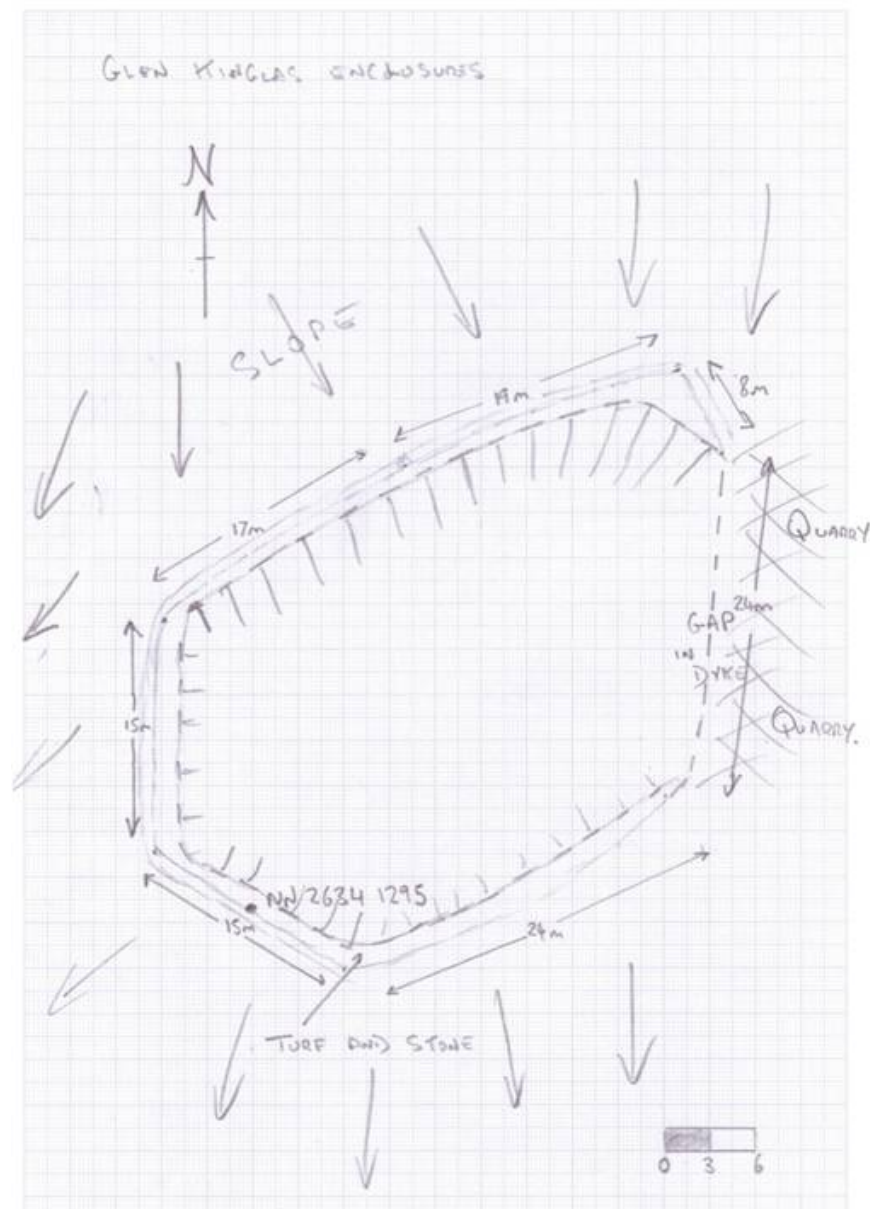 GLEN KINGLAS ENCLOSURES
N
SLOPE
19m
8m
17m
QUARRY
24m
GAP
IN
DYKE
15m
QUARRY.
NN 2634 1295
15m
24m
TURF AND STONE
0 3 6